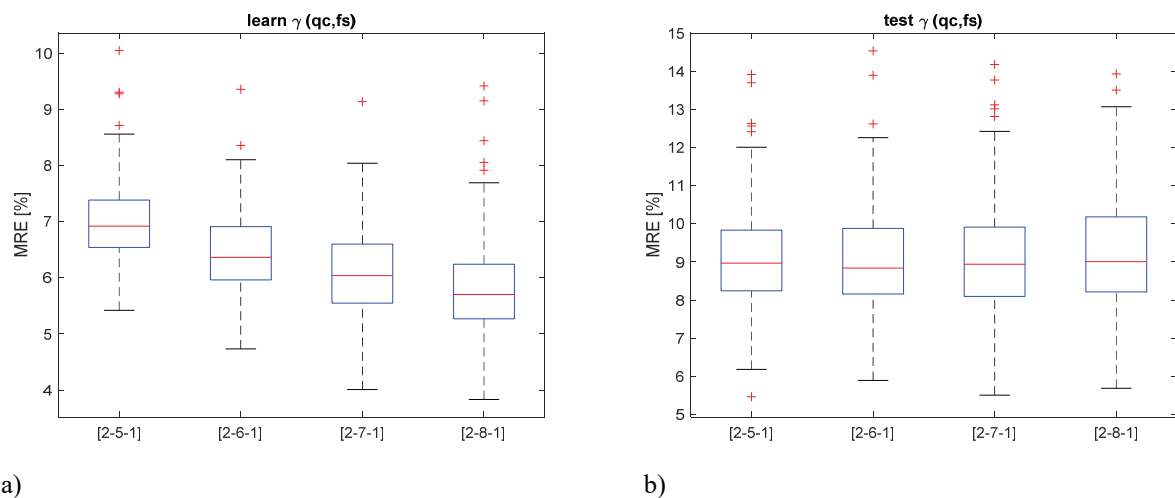 learn γ (qc,fs)
MRE [%]
10
9
8
7
6
5
4
[2-5-1] [2-6-1] [2-7-1] [2-8-1]
a)
test γ (qc,fs)
MRE [%]
15
14
13
12
11
10
9
8
7
6
5
[2-5-1] [2-6-1] [2-7-1] [2-8-1]
b)